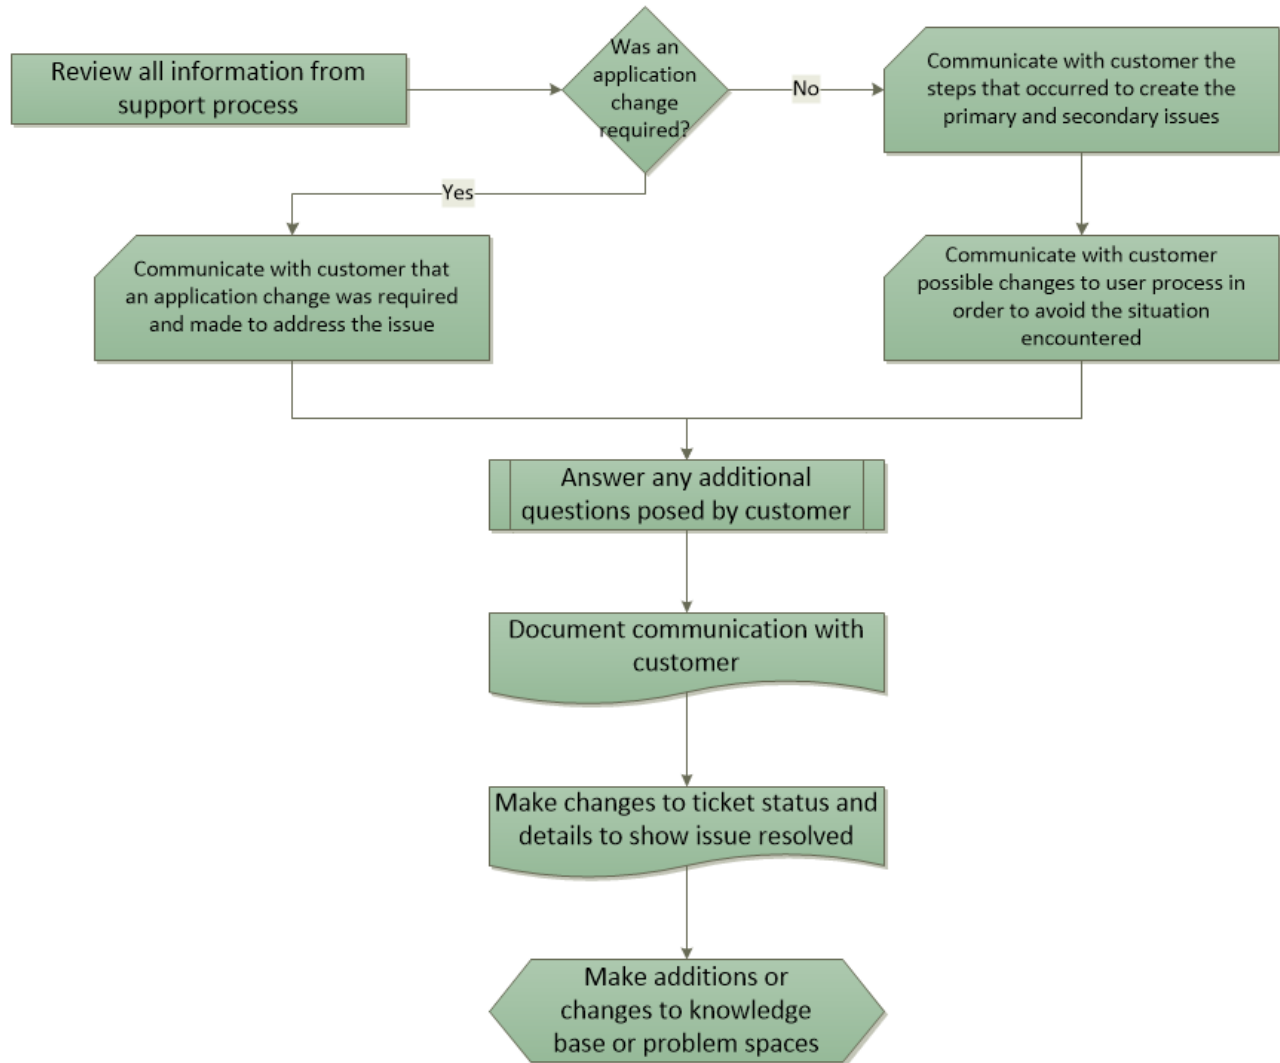 Review all information from
support process
Was an
application
change
required?
No
Communicate with customer the
steps that occurred to create the
primary and secondary issues
Yes
Communicate with customer that
an application change was required
and made to address the issue
Communicate with customer
possible changes to user process in
order to avoid the situation
encountered
Answer any additional
questions posed by customer
Document communication with
customer
Make changes to ticket status and
details to show issue resolved
Make additions or
changes to knowledge
base or problem spaces